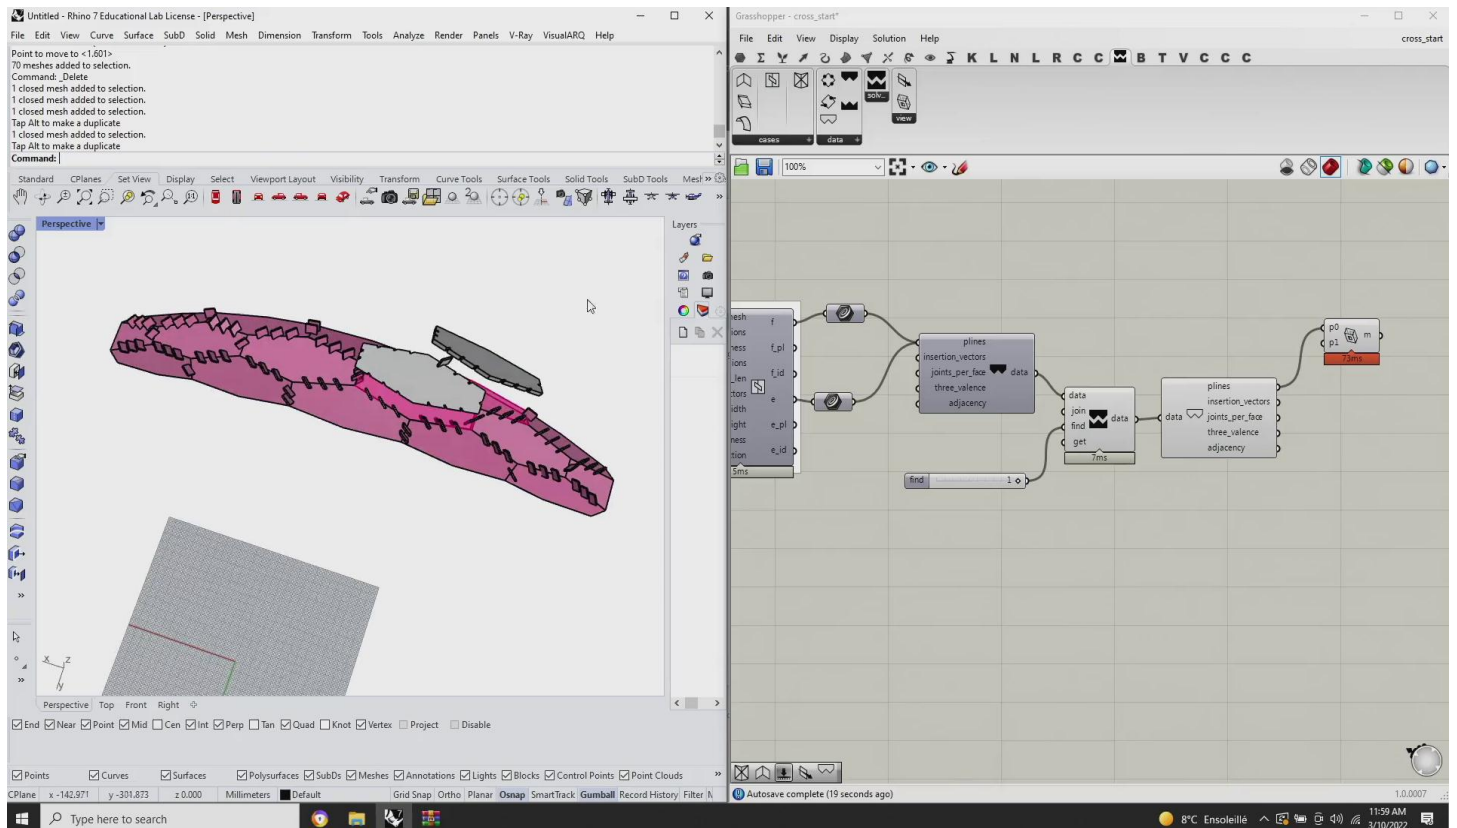 Untitled - Rhino 7 Educational Lab License - [Perspective]
File Edit View Curve Surface SubD Solid Mesh Dimension Transform Tools Analyze Render Panels V-Ray VisualARQ Help
Point to move to <1.601>
70 meshes added to selection.
Command: _Delete
1 closed mesh added to selection.
1 closed mesh added to selection.
1 closed mesh added to selection.
Tap Alt to make a duplicate
1 closed mesh added to selection.
Tap Alt to make a duplicate
Command:
Standard CPlanes Set View Display Select Viewport Layout Visibility Transform Curve Tools Surface Tools Solid Tools SubD Tools Mesh »
Perspective
Layers
x z
y
Perspective Top Front Right
End Near Point Mid Cen Int Perp Tan Quad Knot Vertex Project Disable
Points Curves Surfaces Polysurfaces SubDs Meshes Annotations Lights Blocks Control Points Point Clouds »
CPlane x -142.971 y -301.873 z 0.000 Millimeters Default Grid Snap Ortho Planar Osnap SmartTrack Gumball Record History Filter
Grasshopper - cross_start*
File Edit View Display Solution Help cross_start
K L N L R C C B T V C C C
solv...
view
cases data
100%
f
f_pl
f_id
e
e_pl
e_id
5ms
plines
insertion_vectors
joints_per_face
three_valence
adjacency
data
find 1
data
join
find
get
data
7ms
data
plines
insertion_vectors
joints_per_face
three_valence
adjacency
p0
p1
m
73ms
Autosave complete (19 seconds ago) 1.0.0007
Type here to search
8°C Ensoleillé
11:59 AM
3/10/2022